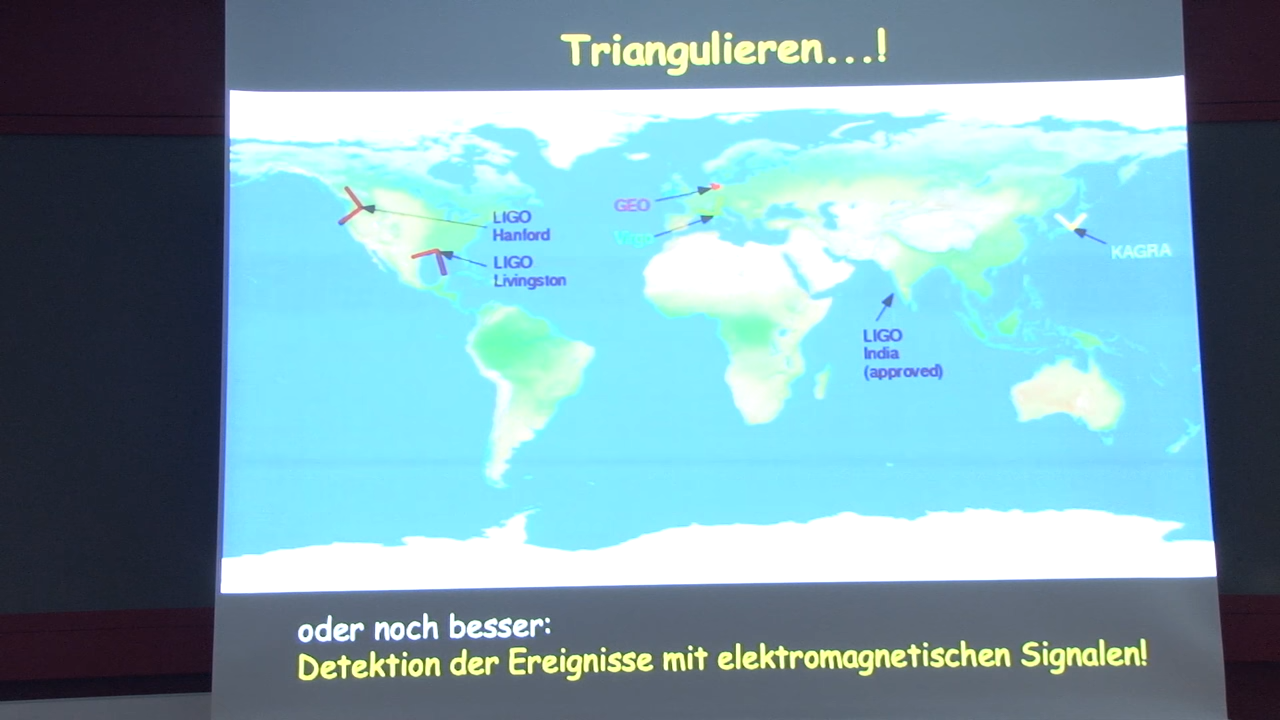 Triangulieren...!
LIGO
Hanford
LIGO
Livingston
GEO
Virgo
KAGRA
LIGO
India
(approved)
oder noch besser:
Detektion der Ereignisse mit elektromagnetischen Signalen!